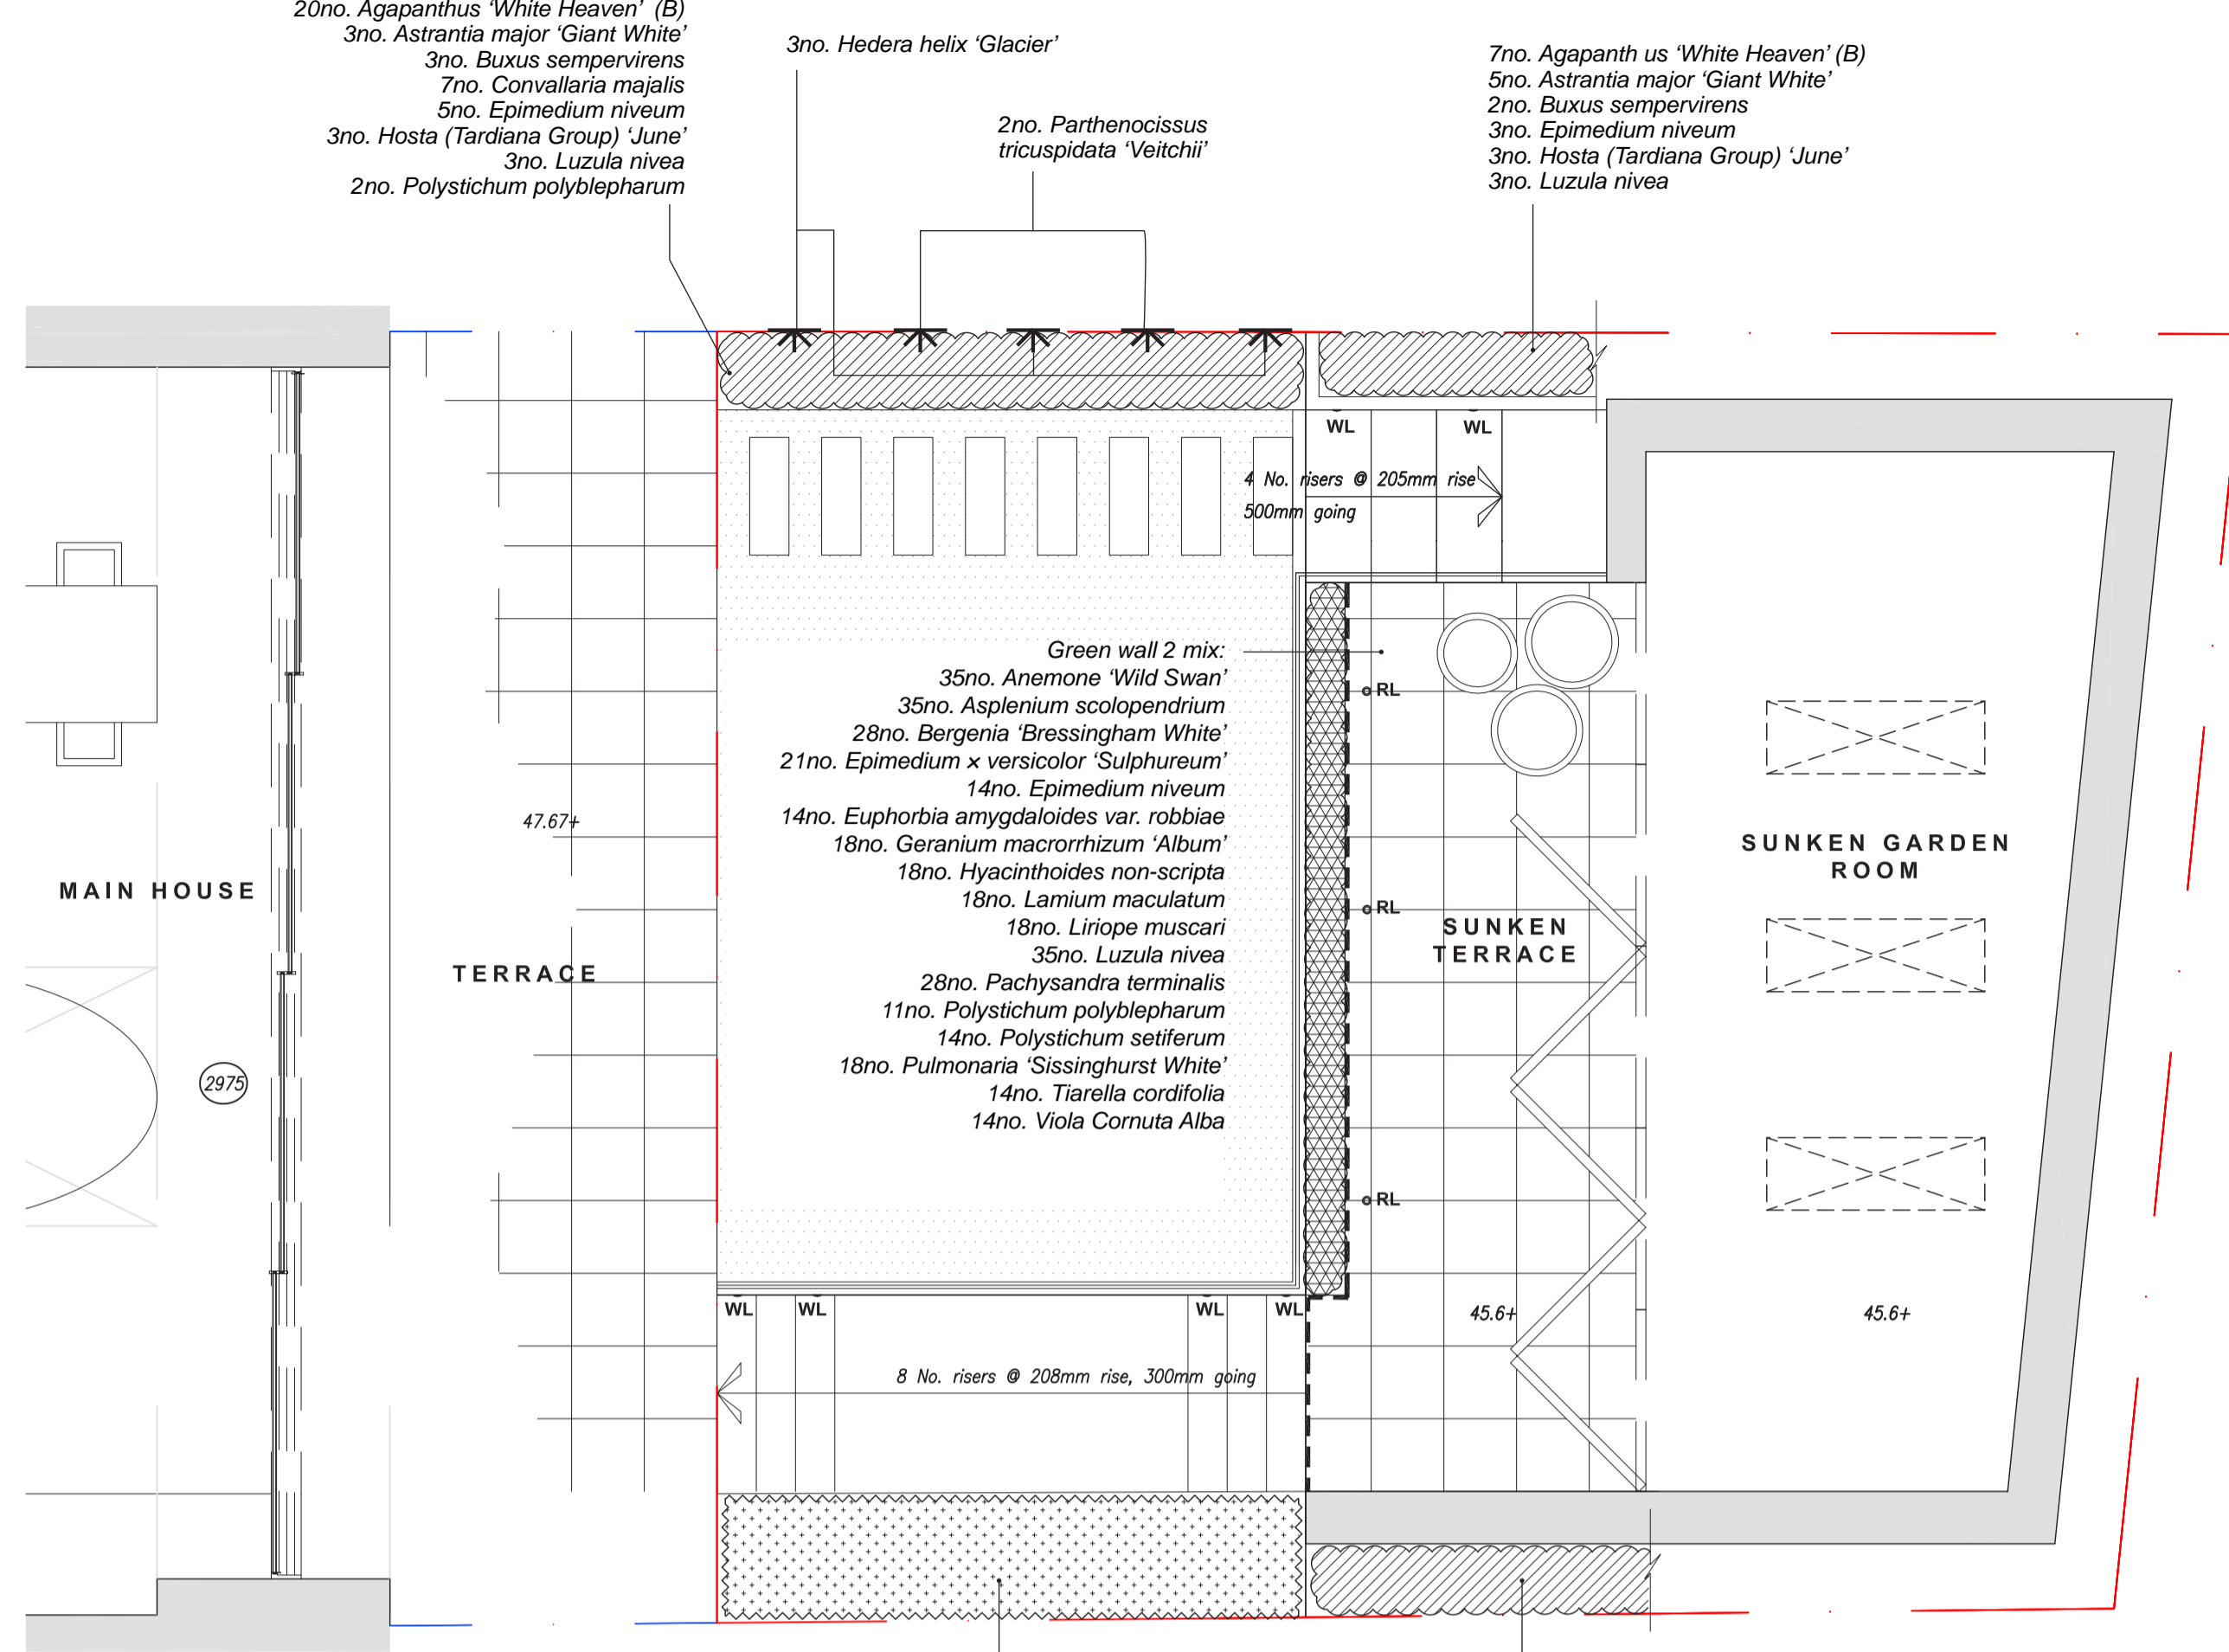 20no. Agapanthus ‘White Heaven’ (B)
3no. Astrantia major ‘Giant White’
3no. Buxus sempervirens
7no. Convallaria majalis
5no. Epimedium niveum
3no. Hosta (Tardiana Group) ‘June’
3no. Luzula nivea
2no. Polystichum polyblepharum
3no. Hedera helix ‘Glacier’
2no. Parthenocissus
tricuspidata ‘Veitchii’
7no. Agapanth us ‘White Heaven’ (B)
5no. Astrantia major ‘Giant White’
2no. Buxus sempervirens
3no. Epimedium niveum
3no. Hosta (Tardiana Group) ‘June’
3no. Luzula nivea
WL
WL
4 No. risers @ 205mm rise
500mm going
Green wall 2 mix:
35no. Anemone ‘Wild Swan’
35no. Asplenium scolopendrium
28no. Bergenia ‘Bressingham White’
21no. Epimedium × versicolor ‘Sulphureum’
14no. Epimedium niveum
14no. Euphorbia amygdaloides var. robbiae
18no. Geranium macrorrhizum ‘Album’
18no. Hyacinthoides non-scripta
18no. Lamium maculatum
18no. Liriope muscari
35no. Luzula nivea
28no. Pachysandra terminalis
11no. Polystichum polyblepharum
14no. Polystichum setiferum
18no. Pulmonaria ‘Sissinghurst White’
14no. Tiarella cordifolia
14no. Viola Cornuta Alba
RL
RL
RL
47.67+
MAIN HOUSE
TERRACE
SUNKEN
TERRACE
SUNKEN GARDEN
ROOM
2975
45.6+
45.6+
WL
WL
WL
WL
8 No. risers @ 208mm rise, 300mm going